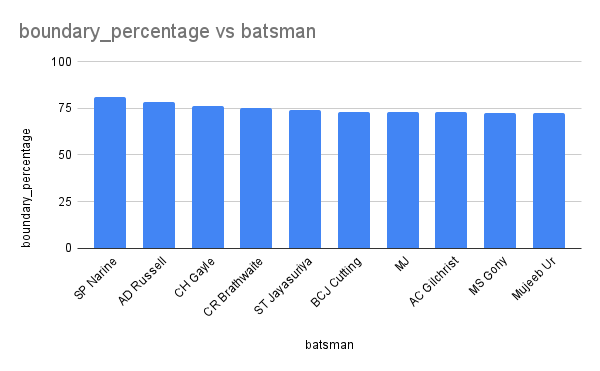 boundary_percentage vs batsman
boundary_percentage
100
75
50
25
0
SP Narine
AD Russell
CH Gayle
CR Brathwaite
ST Jayasuriya
BCJ Cutting
MJ
AC Gilchrist
MS Gony
Mujeeb Ur
batsman